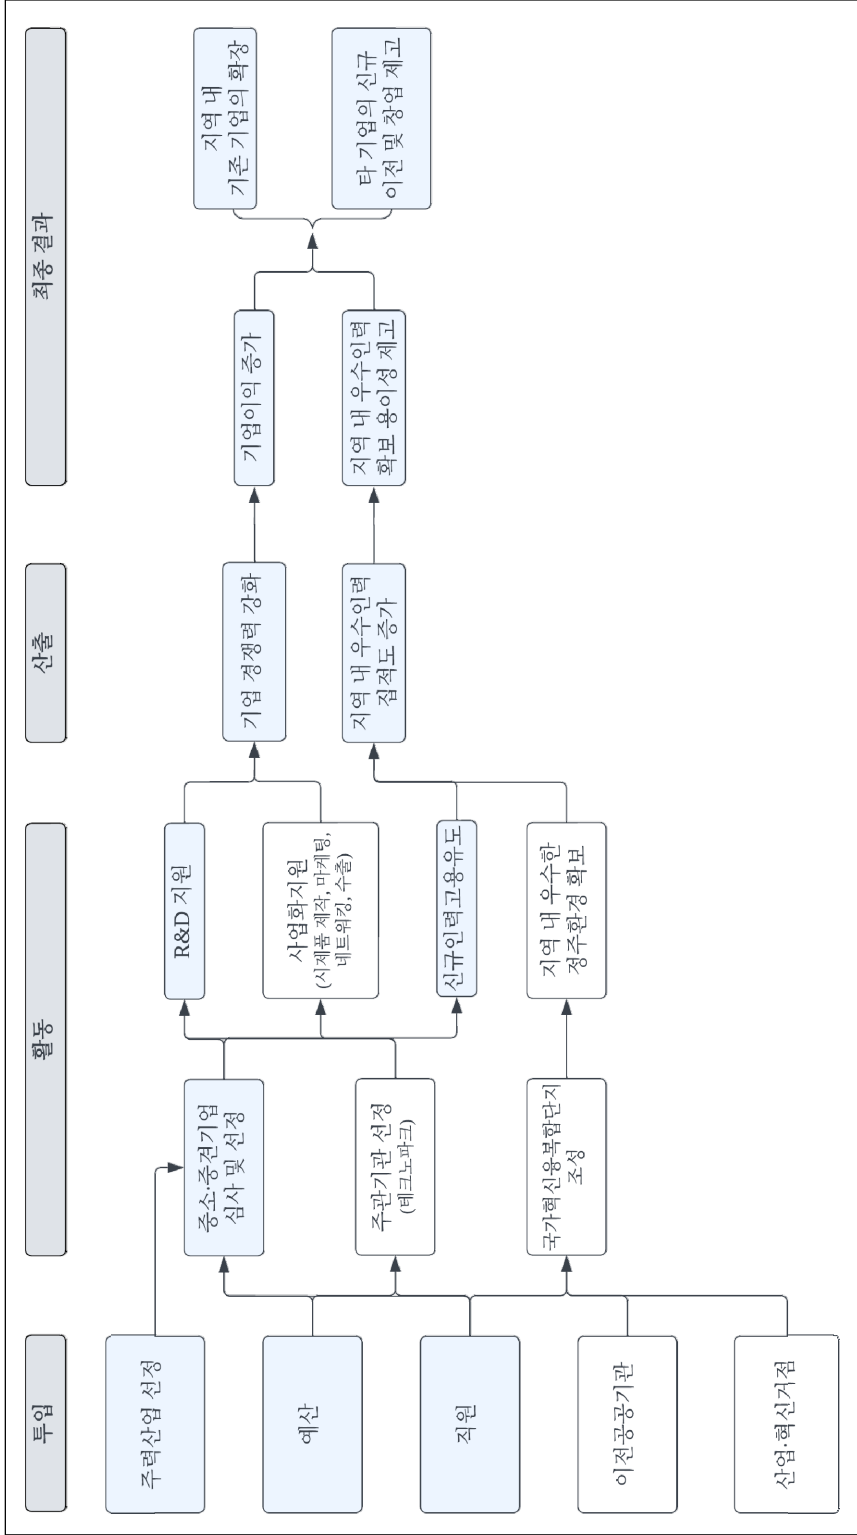 투입
활동
산출
최종 결과
주력산업 선정
예산
직원
이전공공기관
산업·혁신거점
중소·중견기업
심사 및 선정
주관기관 선정
(테크노파크)
국가혁신융복합단지
조성
R&D 지원
사업화지원
(시제품 제작, 마케팅,
네트워킹, 수출)
신규인력고용유도
지역 내 우수한
정주환경 확보
기업 경쟁력 강화
지역 내 우수인력
집적도 증가
기업이익 증가
지역 내 우수인력
확보 용이성 제고
지역 내
기존 기업의 확장
타 기업의 신규
이전 및 창업 제고